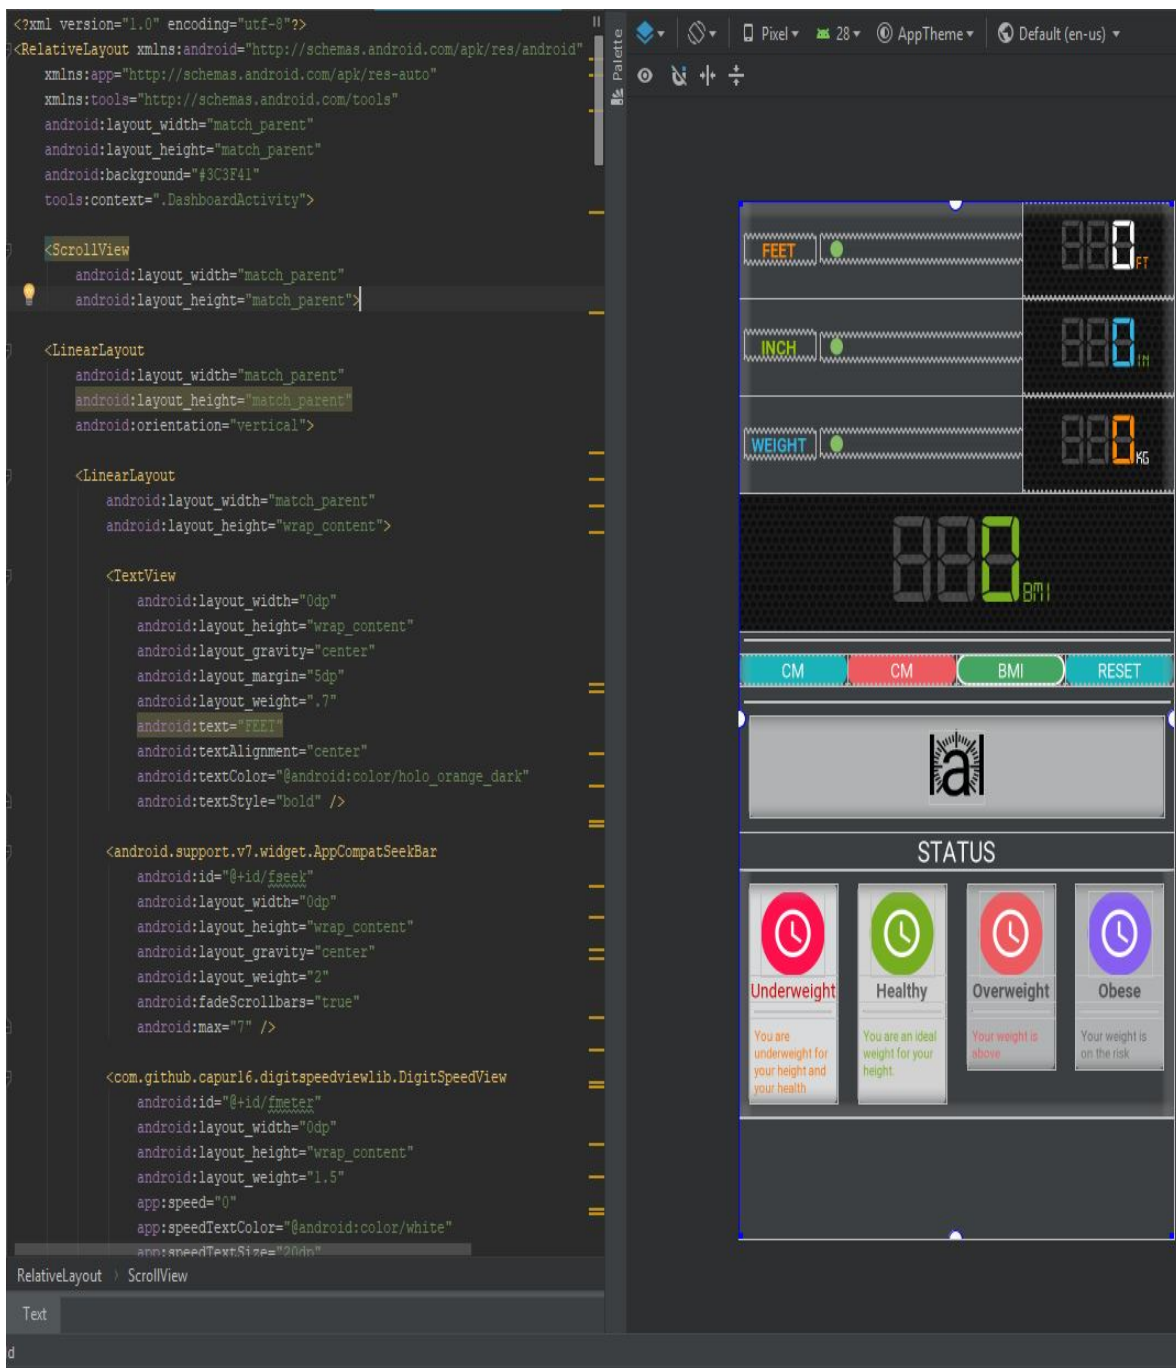 <?xml version="1.0" encoding="utf-8"?>
<RelativeLayout xmlns:android="http://schemas.android.com/apk/res/android"
xmlns:app="http://schemas.android.com/apk/res-auto"
xmlns:tools="http://schemas.android.com/tools"
android:layout_width="match_parent"
android:layout_height="match_parent"
android:background="#3C3F41"
tools:context=".DashboardActivity">
<ScrollView
android:layout_width="match_parent"
android:layout_height="match_parent">
<LinearLayout
android:layout_width="match_parent"
android:layout_height="match_parent"
android:orientation="vertical">
<LinearLayout
android:layout_width="match_parent"
android:layout_height="wrap_content">
<TextView
android:layout_width="0dp"
android:layout_height="wrap_content"
android:layout_gravity="center"
android:layout_margin="5dp"
android:layout_weight=".7"
android:text="FEET"
android:textAlignment="center"
android:textColor="@android:color/holo_orange_dark"
android:textStyle="bold" />
<android.support.v7.widget.AppCompatSeekBar
android:id="@+id/fseek"
android:layout_width="0dp"
android:layout_height="wrap_content"
android:layout_gravity="center"
android:layout_weight="2"
android:fadeScrollbars="true"
android:max="7" />
<com.github.capur16.digitspeedviewlib.DigitSpeedView
android:id="@+id/fmeter"
android:layout_width="0dp"
android:layout_height="wrap_content"
android:layout_weight="1.5"
app:speed="0"
app:speedTextColor="@android:color/white"
app:speedTextSize="20dp"
RelativeLayout > ScrollView
Text
d
Palette
Pixel 28 AppTheme Default (en-us)
FEET 0 FT
INCH 0 IN
WEIGHT 0 KG
0 BMI
CM CM BMI RESET
a
STATUS
Underweight
You are
underweight for
your height and
your health
Healthy
You are an ideal
weight for your
height.
Overweight
Your weight is
above
Obese
Your weight is
on the risk